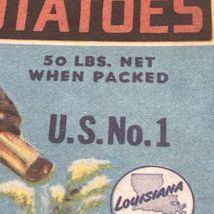 OTATOES
50 LBS. NET
WHEN PACKED
U.S. No. 1
LOUISIANA